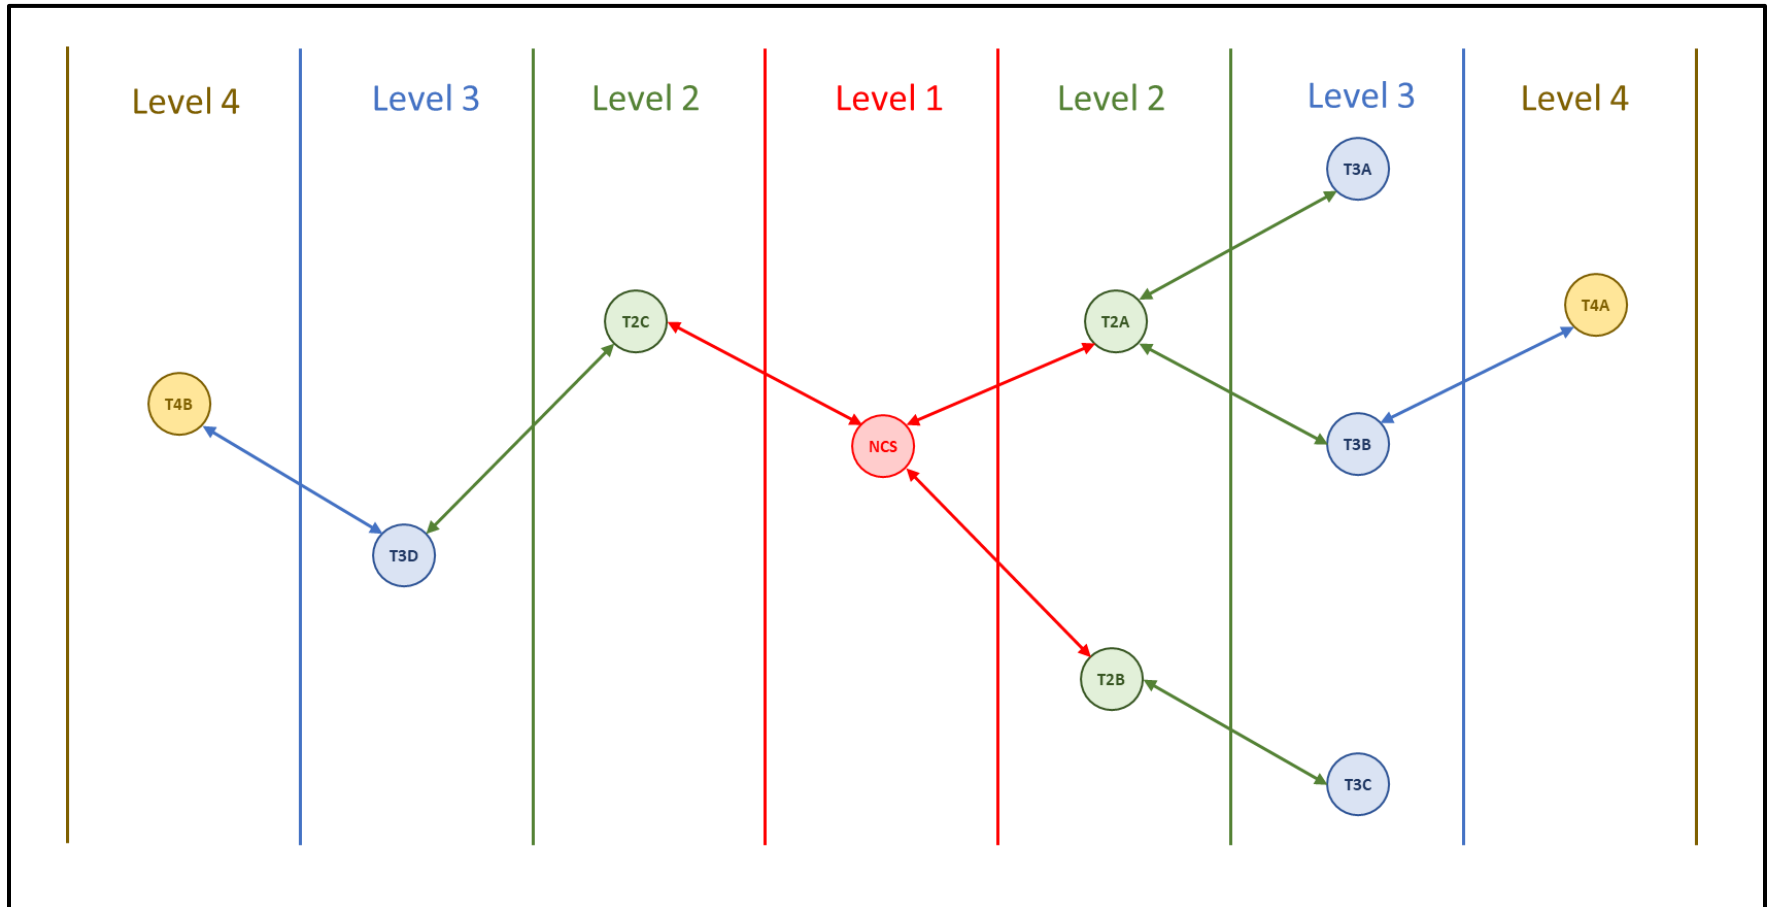 Level 4
Level 3
Level 2
Level 1
Level 2
Level 3
Level 4
T3A
T4A
T2C
T2A
T4B
T3B
NCS
T3D
T2B
T3C